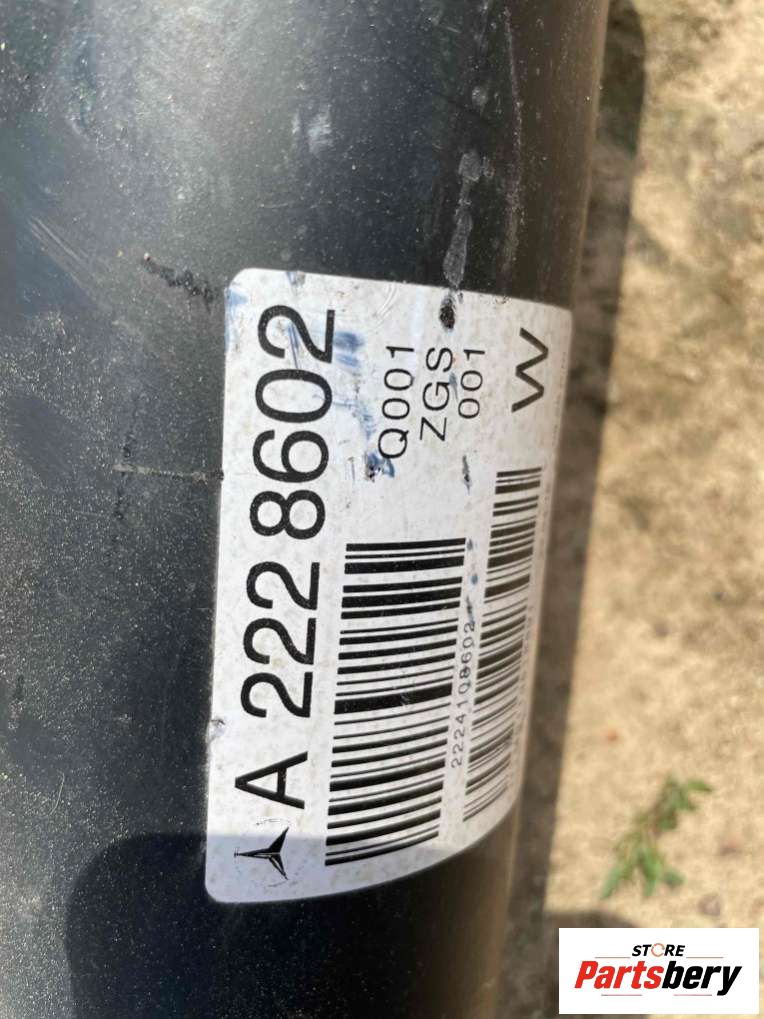 A 222 8602
Q001
ZGS
001
W
2224108602
STORE
Partsbery